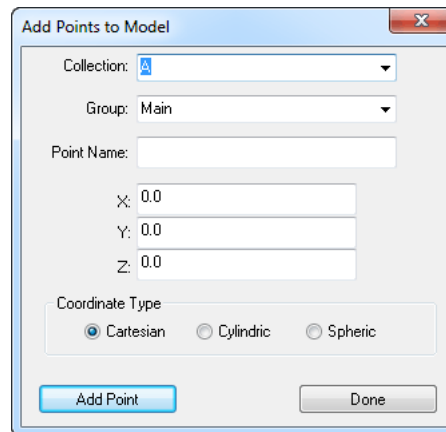 Add Points to Model
Collection: A
Group: Main
Point Name:
X: 0.0
Y: 0.0
Z: 0.0
Coordinate Type
Cartesian Cylindric Spheric
Add Point Done